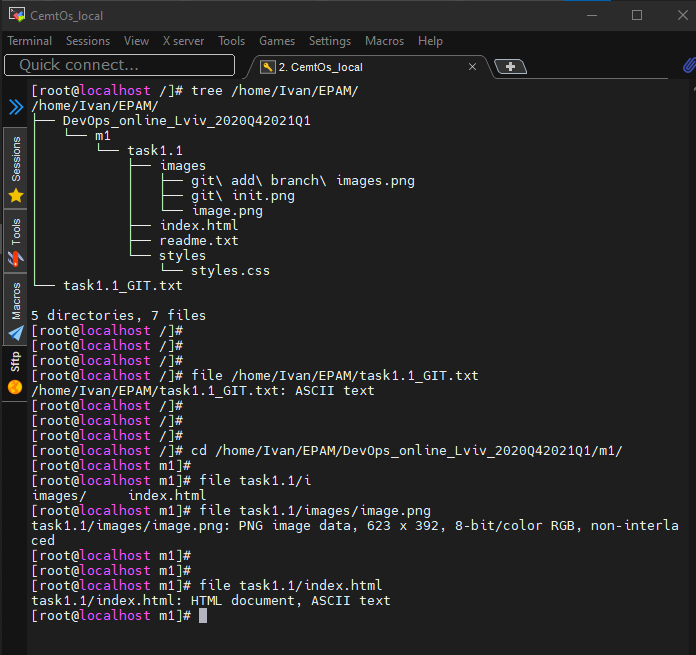 CemtOs_local
Terminal Sessions View X server Tools Games Settings Macros Help
Quick connect...
2. CemtOs_local
Sessions
Tools
Macros
Sftp
[root@localhost /]# tree /home/Ivan/EPAM/
/home/Ivan/EPAM/
├── DevOps_online_Lviv_2020Q42021Q1
│   └── m1
│       └── task1.1
│           ├── images
│           │   ├── git\ add\ branch\ images.png
│           │   ├── git\ init.png
│           │   └── image.png
│           ├── index.html
│           ├── readme.txt
│           └── styles
│               └── styles.css
└── task1.1_GIT.txt
5 directories, 7 files
[root@localhost /]#
[root@localhost /]#
[root@localhost /]#
[root@localhost /]# file /home/Ivan/EPAM/task1.1_GIT.txt
/home/Ivan/EPAM/task1.1_GIT.txt: ASCII text
[root@localhost /]#
[root@localhost /]#
[root@localhost /]#
[root@localhost /]# cd /home/Ivan/EPAM/DevOps_online_Lviv_2020Q42021Q1/m1/
[root@localhost m1]#
[root@localhost m1]# file task1.1/i
images/     index.html
[root@localhost m1]# file task1.1/images/image.png
task1.1/images/image.png: PNG image data, 623 x 392, 8-bit/color RGB, non-interla
ced
[root@localhost m1]#
[root@localhost m1]#
[root@localhost m1]# file task1.1/index.html
task1.1/index.html: HTML document, ASCII text
[root@localhost m1]#